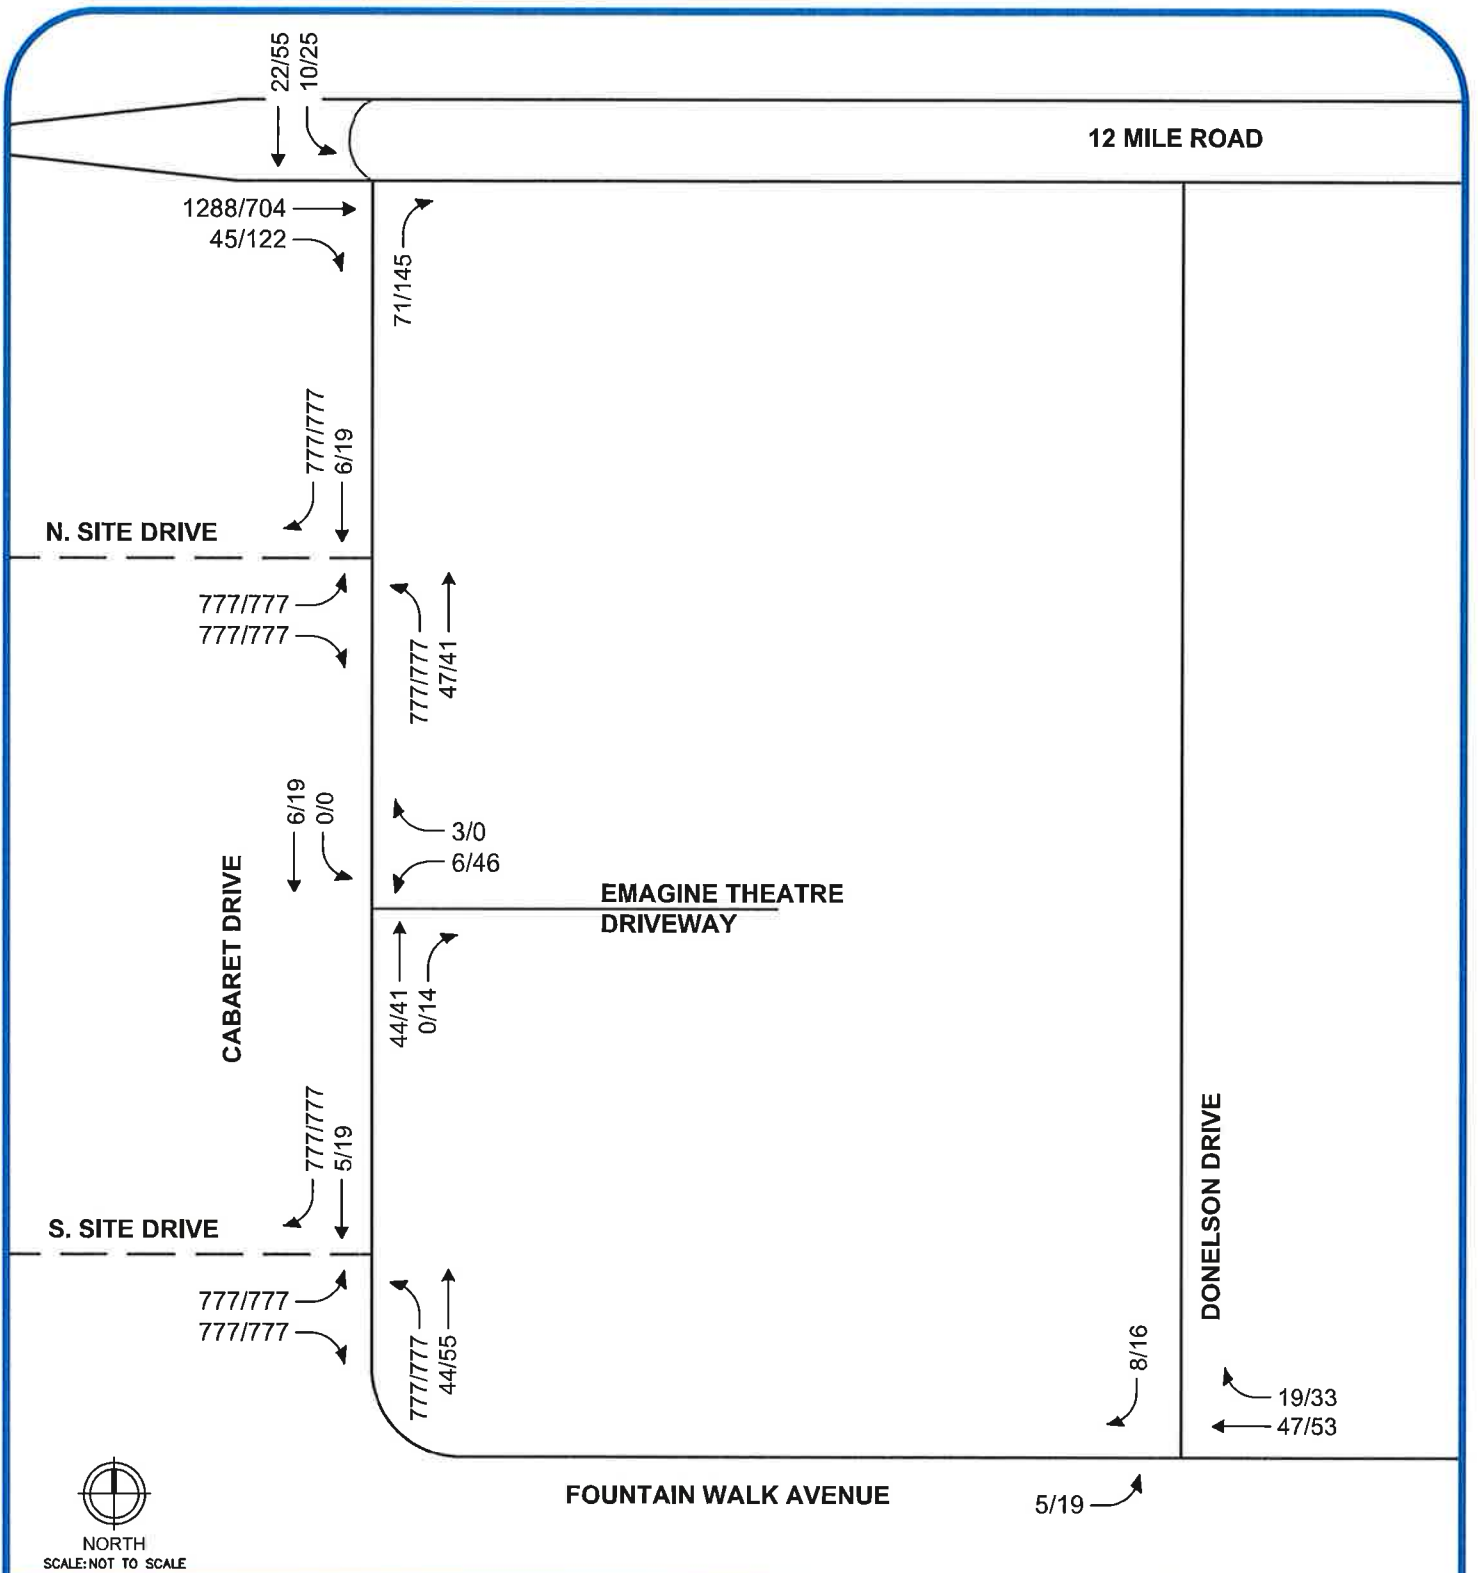 22/55
10/25
12 MILE ROAD
1288/704
45/122
71/145
777/777
6/19
N. SITE DRIVE
777/777
777/777
777/777
47/41
6/19
0/0
3/0
6/46
CABARET DRIVE
EMAGINE THEATRE
DRIVEWAY
44/41
0/14
777/777
5/19
S. SITE DRIVE
DONELSON DRIVE
777/777
777/777
777/777
44/55
8/16
19/33
47/53
FOUNTAIN WALK AVENUE
5/19
NORTH
SCALE:NOT TO SCALE